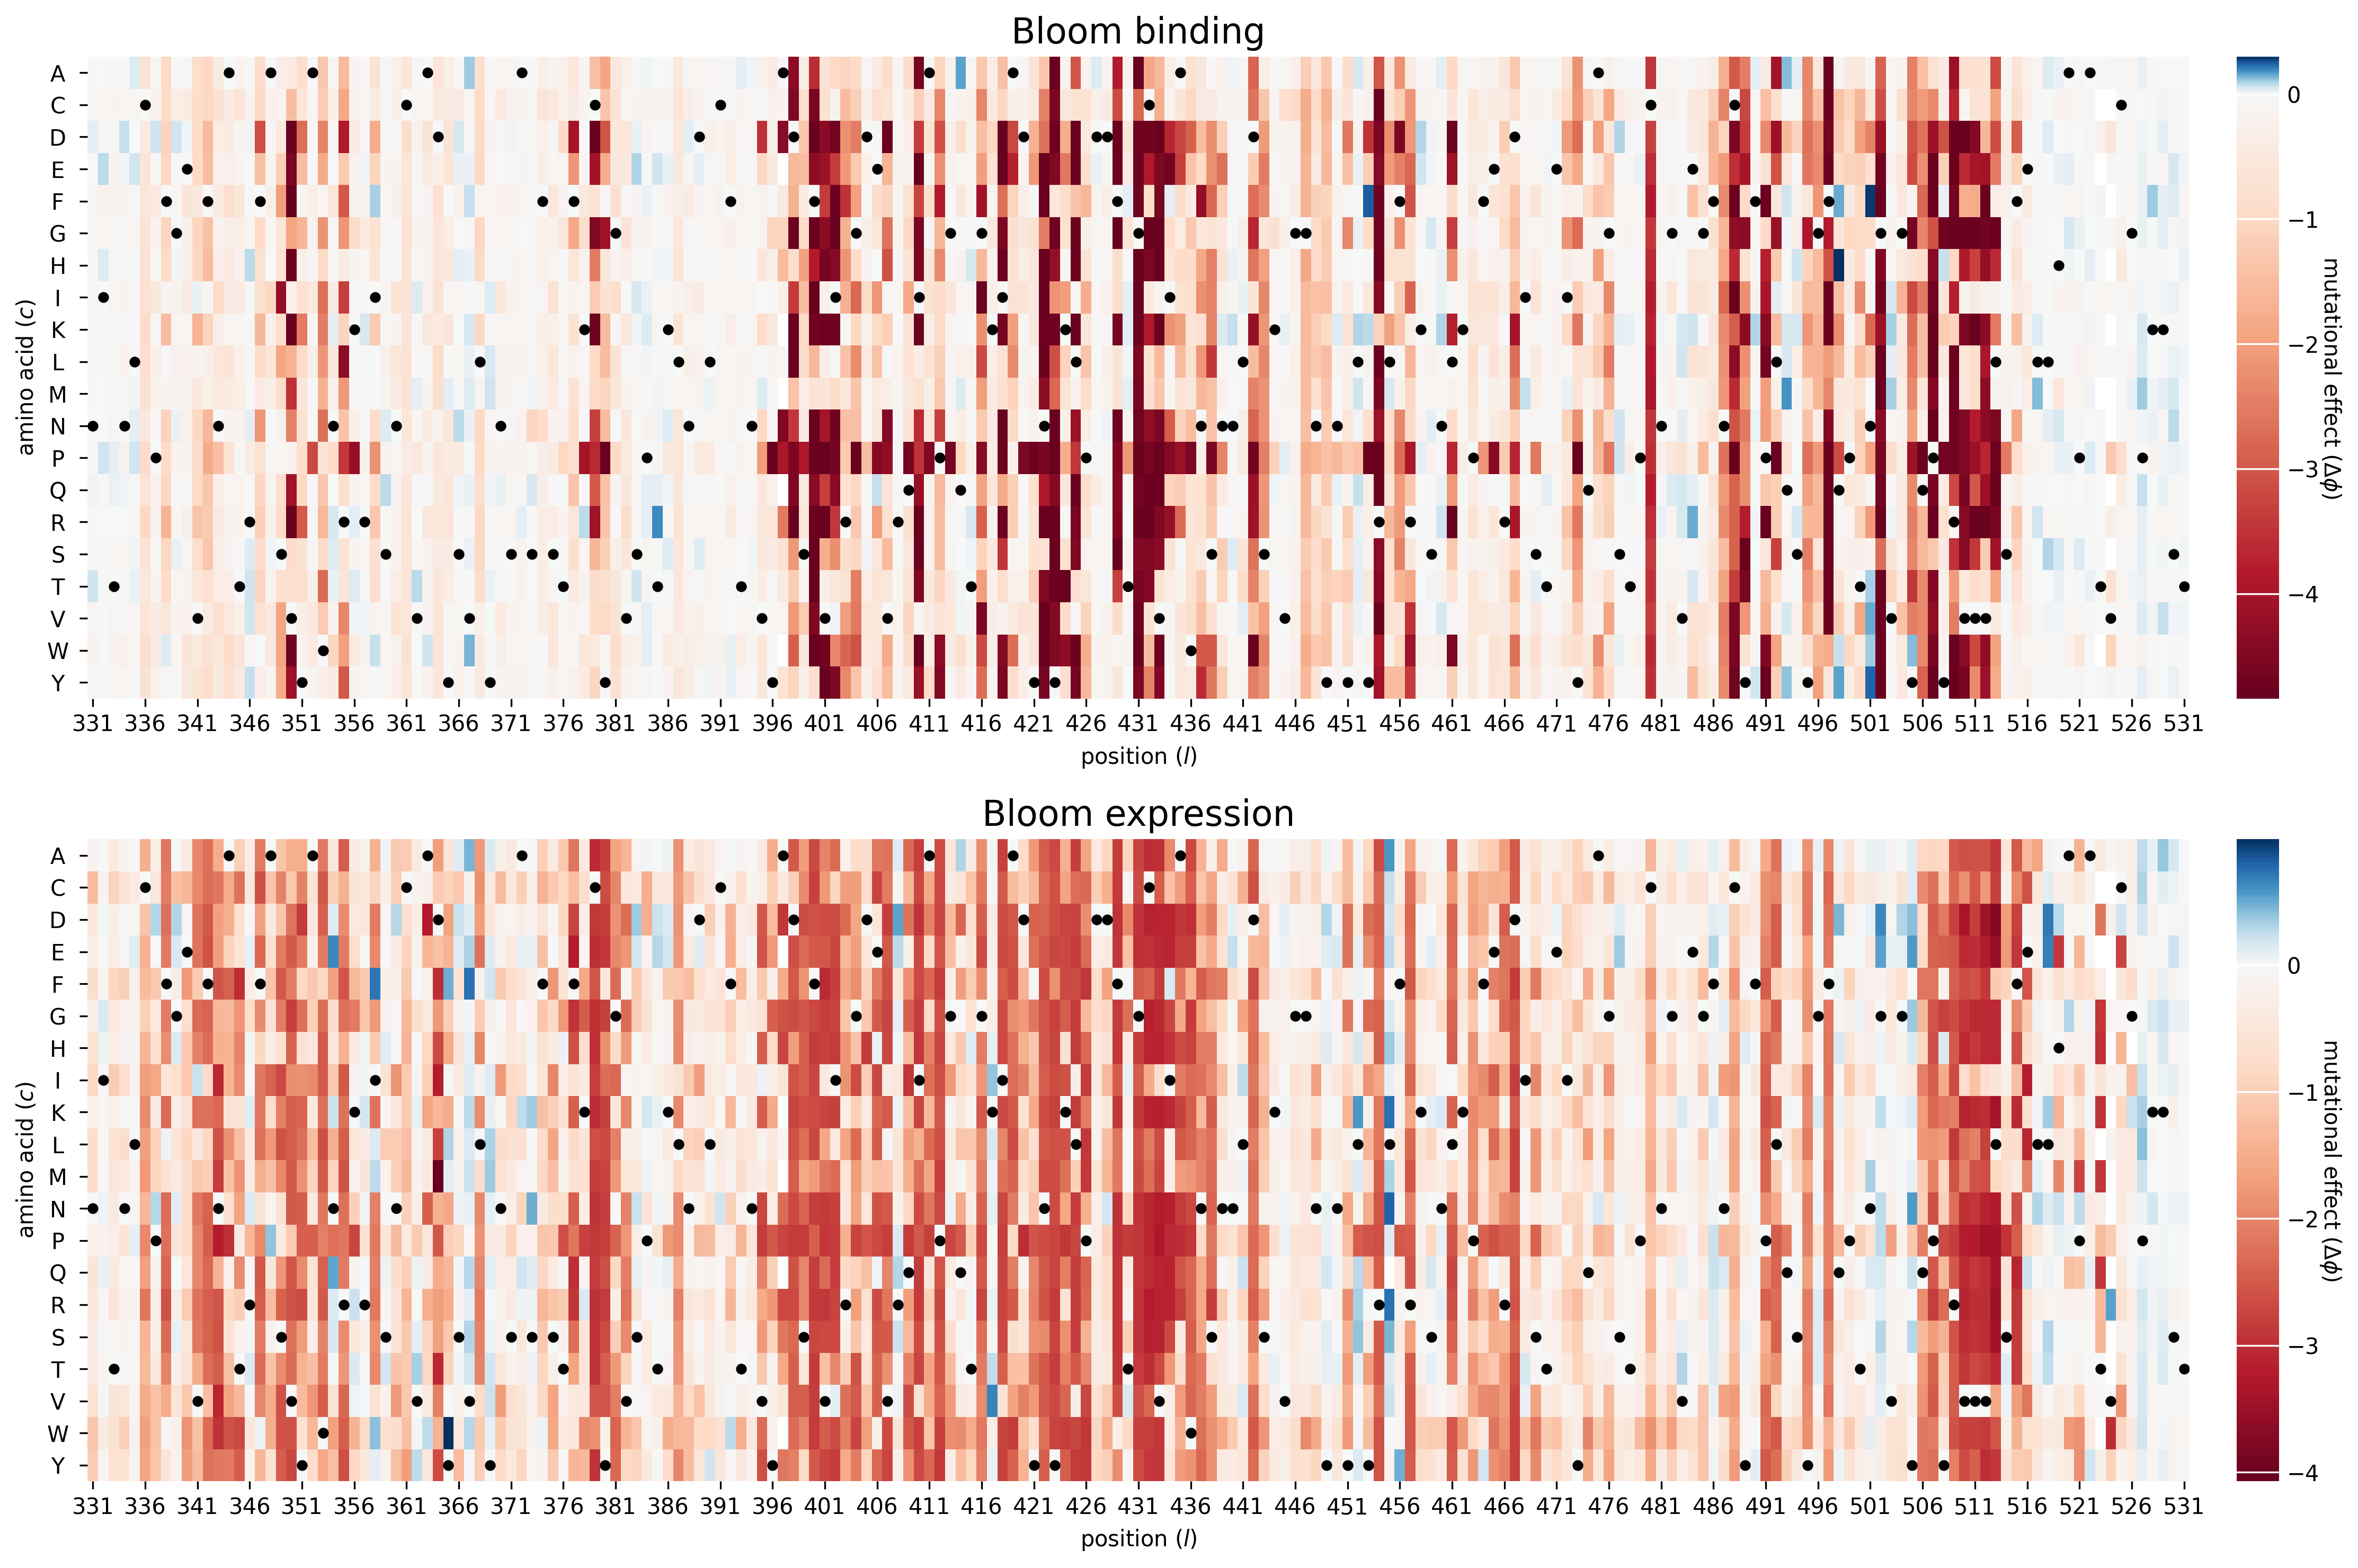 Bloom binding
A
C
D
E
F
G
H
I
K
L
M
N
P
Q
R
S
T
V
W
Y
amino acid (c)
331 336 341 346 351 356 361 366 371 376 381 386 391 396 401 406 411 416 421 426 431 436 441 446 451 456 461 466 471 476 481 486 491 496 501 506 511 516 521 526 531
position (l)
0
−1
−2
−3
−4
mutational effect (Δϕ)
Bloom expression
A
C
D
E
F
G
H
I
K
L
M
N
P
Q
R
S
T
V
W
Y
amino acid (c)
331 336 341 346 351 356 361 366 371 376 381 386 391 396 401 406 411 416 421 426 431 436 441 446 451 456 461 466 471 476 481 486 491 496 501 506 511 516 521 526 531
position (l)
0
−1
−2
−3
−4
mutational effect (Δϕ)